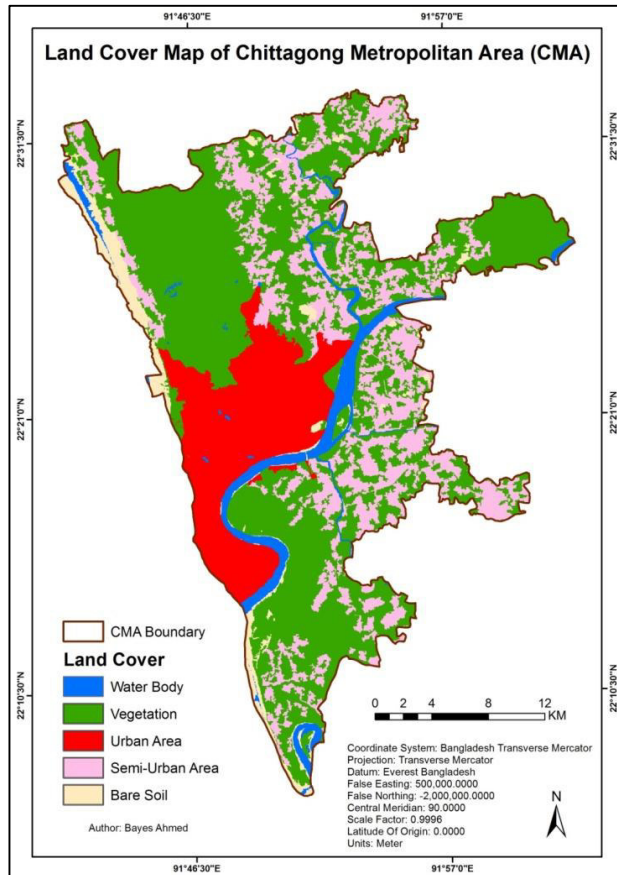 91°46'30"E 91°57'0"E
Land Cover Map of Chittagong Metropolitan Area (CMA)
22°31'30"N 22°31'30"N
22°21'0"N 22°21'0"N
22°10'30"N 22°10'30"N
CMA Boundary
Land Cover
Water Body
Vegetation
Urban Area
Semi-Urban Area
Bare Soil
Author: Bayes Ahmed
0 2 4 8 12
KM
Coordinate System: Bangladesh Transverse Mercator
Projection: Transverse Mercator
Datum: Everest Bangladesh
False Easting: 500,000.0000
False Northing: -2,000,000.0000
Central Meridian: 90.0000
Scale Factor: 0.9996
Latitude Of Origin: 0.0000
Units: Meter
N
91°46'30"E 91°57'0"E